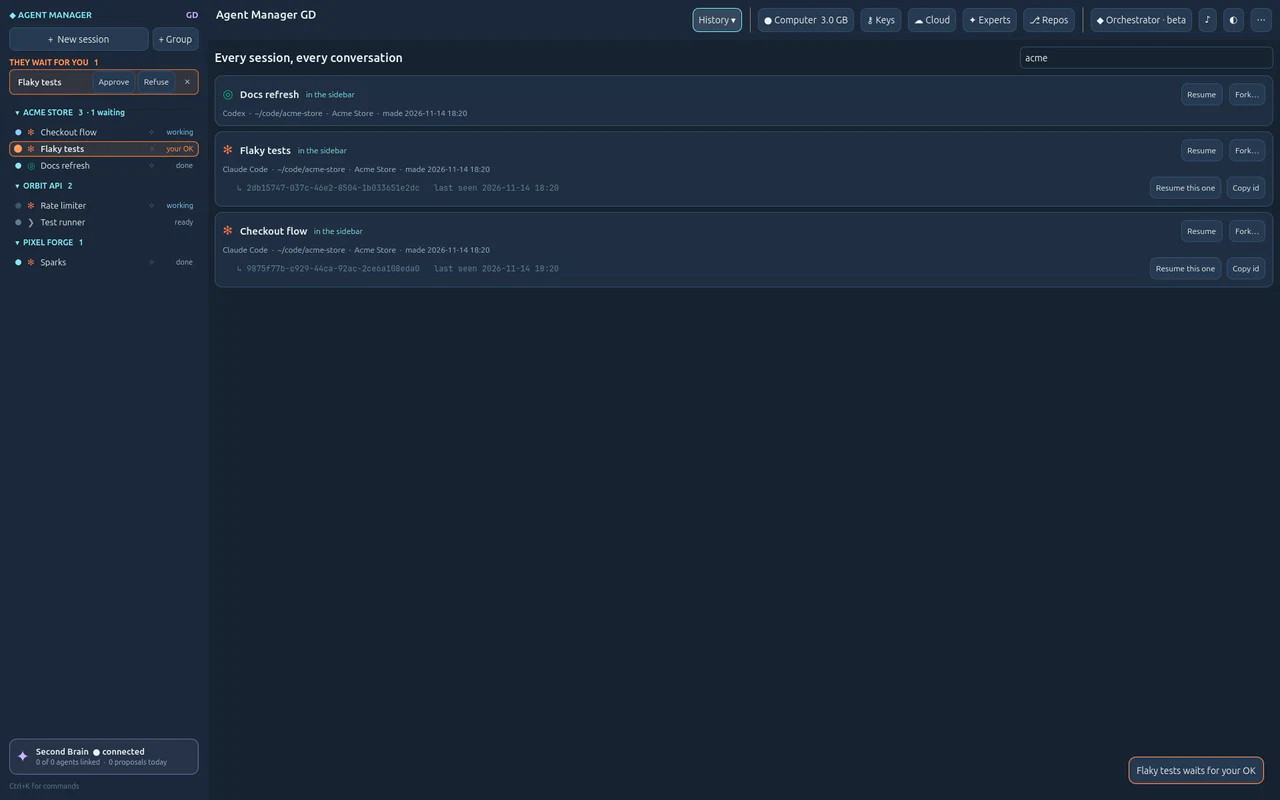 ◆ AGENT MANAGER GD
+ New session + Group
THEY WAIT FOR YOU 1
Flaky tests Approve Refuse ×
▾ ACME STORE 3 · 1 waiting
Checkout flow working
Flaky tests your OK
Docs refresh done
▾ ORBIT API 2
Rate limiter working
❯ Test runner ready
▾ PIXEL FORGE 1
Sparks done
Second Brain ● connected
0 of 0 agents linked · 0 proposals today
Ctrl+K for commands
Agent Manager GD
History ▾ ● Computer 3.0 GB Keys Cloud Experts Repos ◆ Orchestrator · beta ♪ ◐ ⋯
Every session, every conversation
acme
Docs refresh in the sidebar Resume Fork…
Codex · ~/code/acme-store · Acme Store · made 2026-11-14 18:20
Flaky tests in the sidebar Resume Fork…
Claude Code · ~/code/acme-store · Acme Store · made 2026-11-14 18:20
↳ 2db15747-037c-46e2-8504-1b033651e2dc last seen 2026-11-14 18:20 Resume this one Copy id
Checkout flow in the sidebar Resume Fork…
Claude Code · ~/code/acme-store · Acme Store · made 2026-11-14 18:20
↳ 9875f77b-c929-44ca-92ac-2ce6a108eda0 last seen 2026-11-14 18:20 Resume this one Copy id
Flaky tests waits for your OK